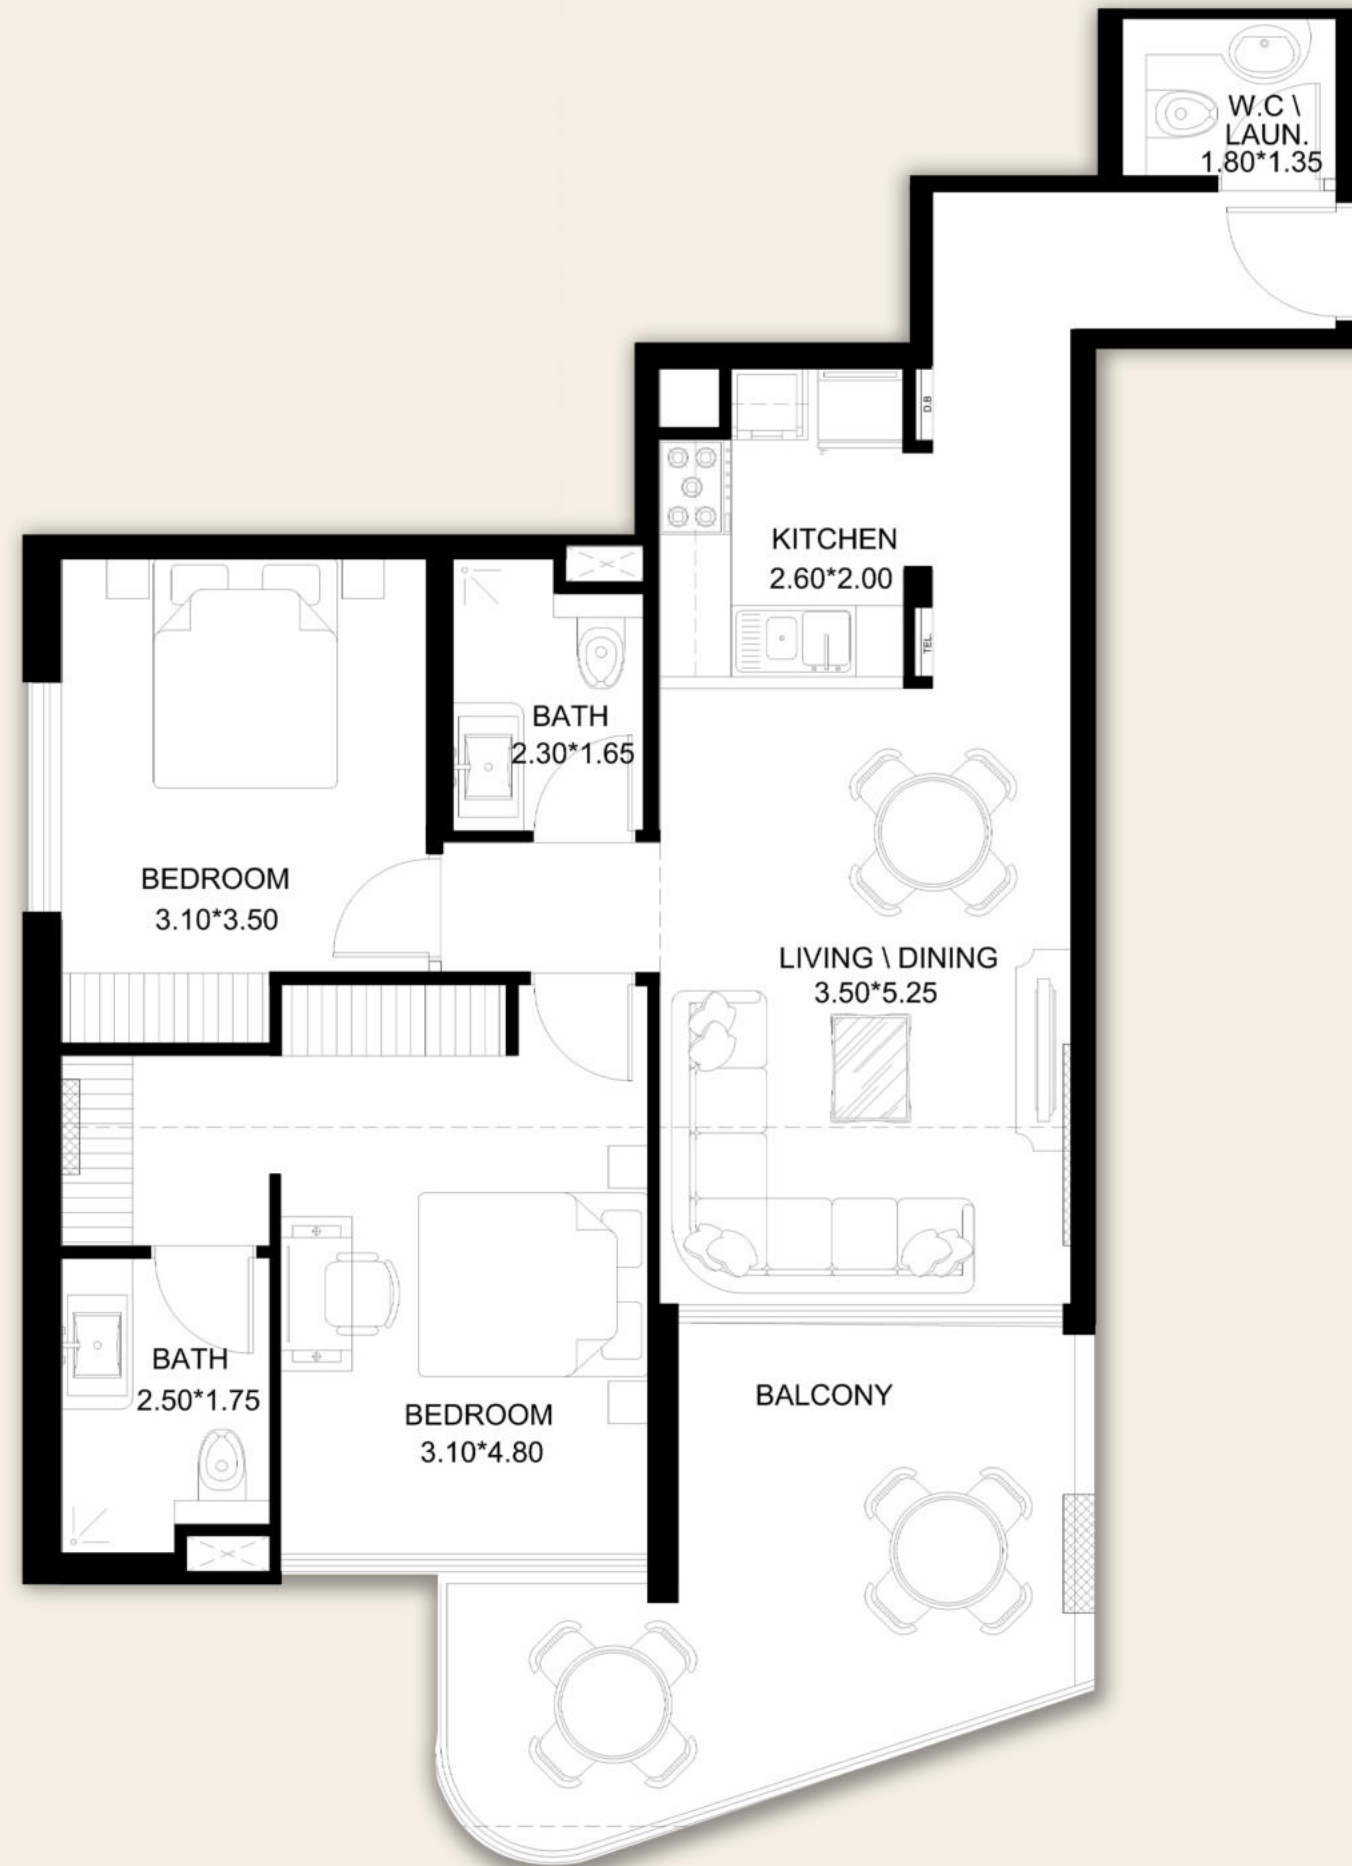 W.C \
LAUN.
1.80*1.35
D.B
KITCHEN
2.60*2.00
TEL.
BATH
2.30*1.65
BEDROOM
3.10*3.50
LIVING \ DINING
3.50*5.25
BATH
2.50*1.75
BEDROOM
3.10*4.80
BALCONY